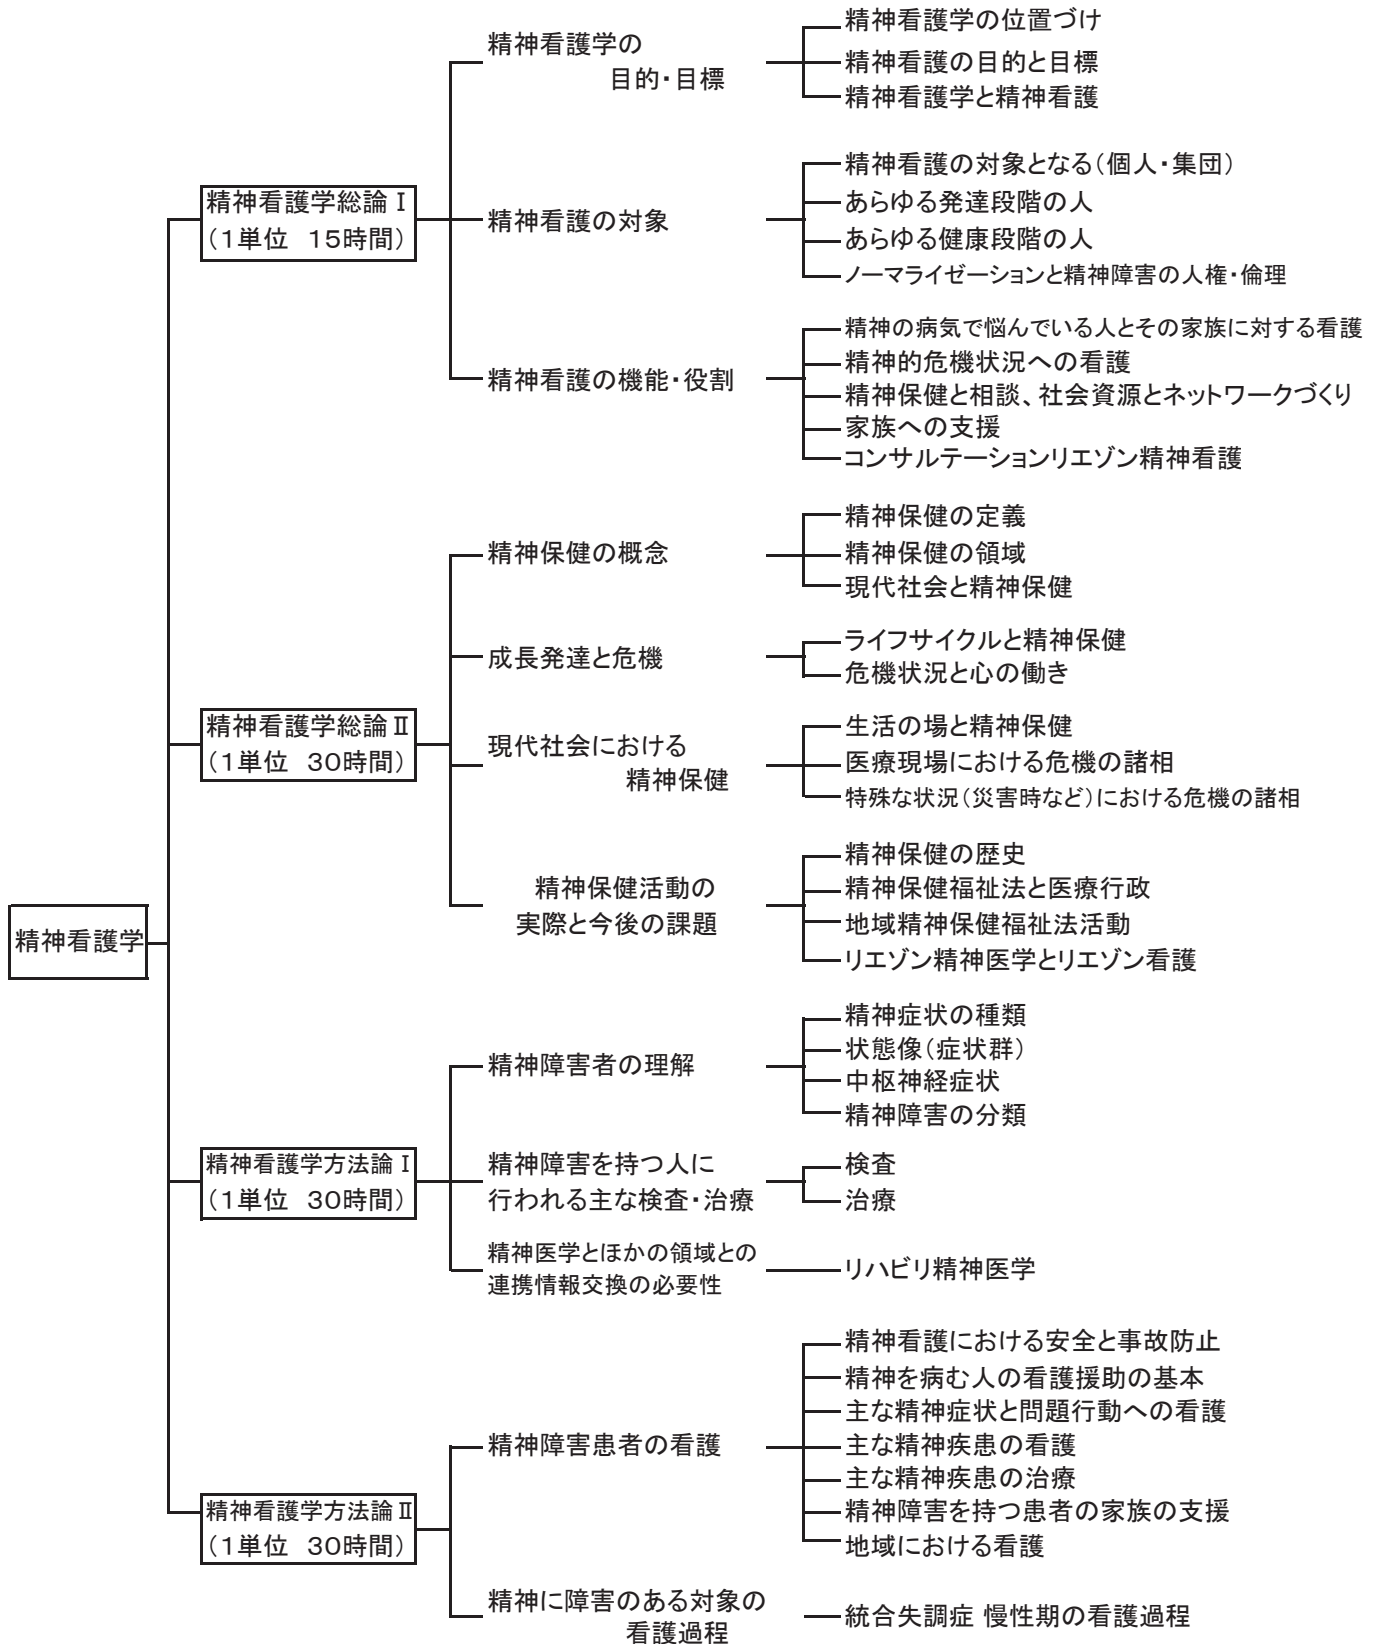 精神看護学
精神看護学総論Ⅰ
(1単位 15時間)
精神看護学の
目的・目標
精神看護学の位置づけ
精神看護の目的と目標
精神看護学と精神看護
精神看護の対象
精神看護の対象となる(個人・集団)
あらゆる発達段階の人
あらゆる健康段階の人
ノーマライゼーションと精神障害の人権・倫理
精神看護の機能・役割
精神の病気で悩んでいる人とその家族に対する看護
精神的危機状況への看護
精神保健と相談、社会資源とネットワークづくり
家族への支援
コンサルテーションリエゾン精神看護
精神看護学総論Ⅱ
(1単位 30時間)
精神保健の概念
精神保健の定義
精神保健の領域
現代社会と精神保健
成長発達と危機
ライフサイクルと精神保健
危機状況と心の働き
現代社会における
精神保健
生活の場と精神保健
医療現場における危機の諸相
特殊な状況(災害時など)における危機の諸相
精神保健活動の
実際と今後の課題
精神保健の歴史
精神保健福祉法と医療行政
地域精神保健福祉法活動
リエゾン精神医学とリエゾン看護
精神看護学方法論Ⅰ
(1単位 30時間)
精神障害者の理解
精神症状の種類
状態像(症状群)
中枢神経症状
精神障害の分類
精神障害を持つ人に
行われる主な検査・治療
検査
治療
精神医学とほかの領域との
連携情報交換の必要性
リハビリ精神医学
精神看護学方法論Ⅱ
(1単位 30時間)
精神障害患者の看護
精神看護における安全と事故防止
精神を病む人の看護援助の基本
主な精神症状と問題行動への看護
主な精神疾患の看護
主な精神疾患の治療
精神障害を持つ患者の家族の支援
地域における看護
精神に障害のある対象の
看護過程
統合失調症 慢性期の看護過程